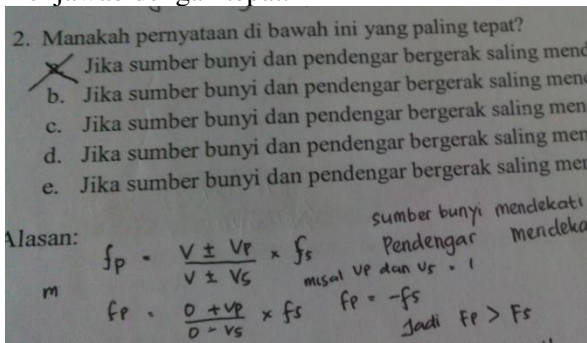 2. Manakah pernyataan di bawah ini yang paling tepat?
Jika sumber bunyi dan pendengar bergerak saling mend
b. Jika sumber bunyi dan pendengar bergerak saling men
c. Jika sumber bunyi dan pendengar bergerak saling men
d. Jika sumber bunyi dan pendengar bergerak saling men
e. Jika sumber bunyi dan pendengar bergerak saling mer
Alasan:
sumber bunyi mendekati
Pendengar mendeka
fp = V ± Vp / V ± Vs × fs
misal Vp dan Vs = 1
m
fp = 0 + Vp / 0 - Vs × fs
fp = -fs
Jadi Fp > Fs